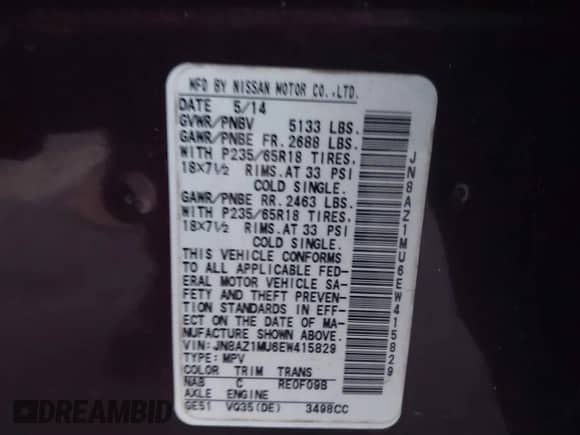 MFD BY NISSAN MOTOR CO.,LTD.
DATE 5/14
GVWR/PNBV 5133 LBS.
GAWR/PNBE FR. 2688 LBS.
WITH P235/65R18 TIRES.
18X7½ RIMS.AT 33 PSI
COLD SINGLE.
GAWR/PNBE RR. 2463 LBS.
WITH P235/65R18 TIRES.
18X7½ RIMS.AT 33 PSI
COLD SINGLE.
THIS VEHICLE CONFORMS
TO ALL APPLICABLE FED-
ERAL MOTOR VEHICLE SA-
FETY AND THEFT PREVEN-
TION STANDARDS IN EFF-
ECT ON THE DATE OF MA-
NUFACTURE SHOWN ABOVE.
VIN: JN8AZ1MU6EW415829
TYPE: MPV
COLOR TRIM TRANS
NAB C RE0F09B
AXLE ENGINE
GE51 VQ35(DE) 3498CC
JN8AZ1MU6EW415829
DREAMBID